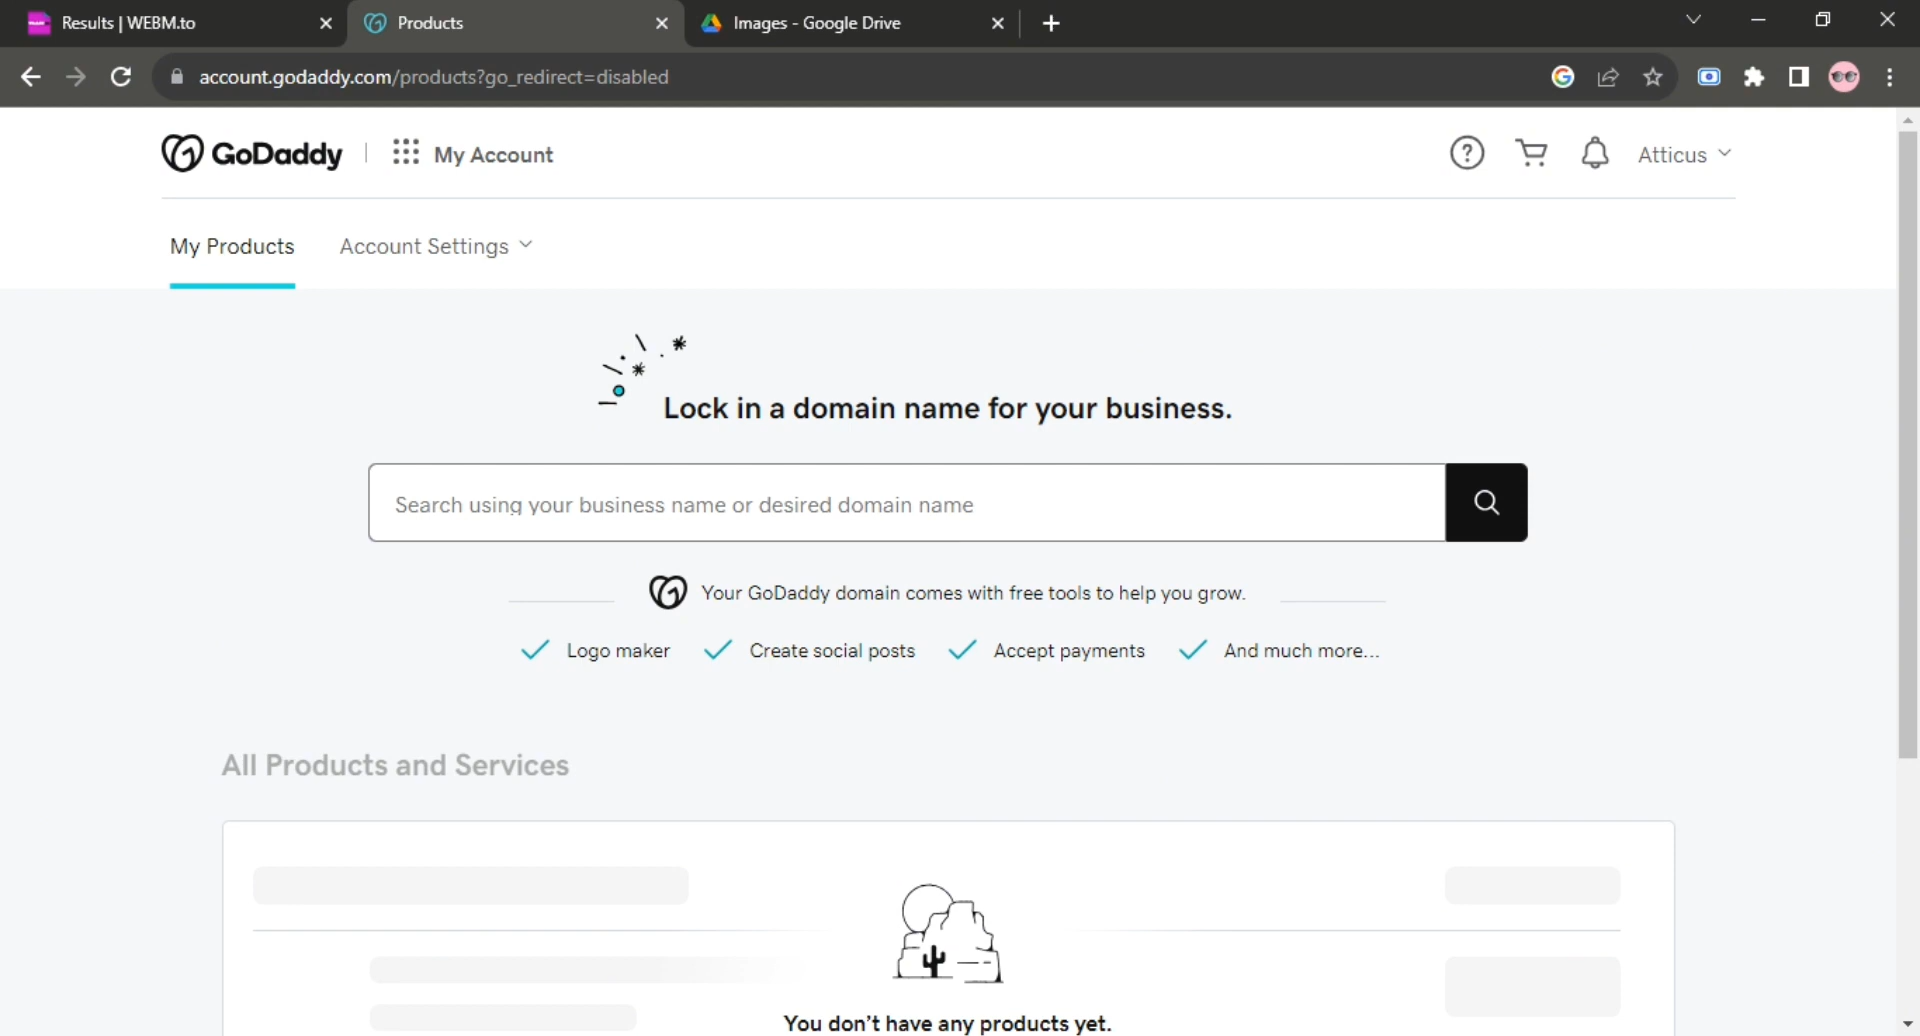 Results | WEBM.to
Products
Images - Google Drive
account.godaddy.com/products?go_redirect=disabled
GoDaddy
My Account
Atticus
My Products
Account Settings
Lock in a domain name for your business.
Search using your business name or desired domain name
Your GoDaddy domain comes with free tools to help you grow.
Logo maker
Create social posts
Accept payments
And much more...
All Products and Services
You don't have any products yet.